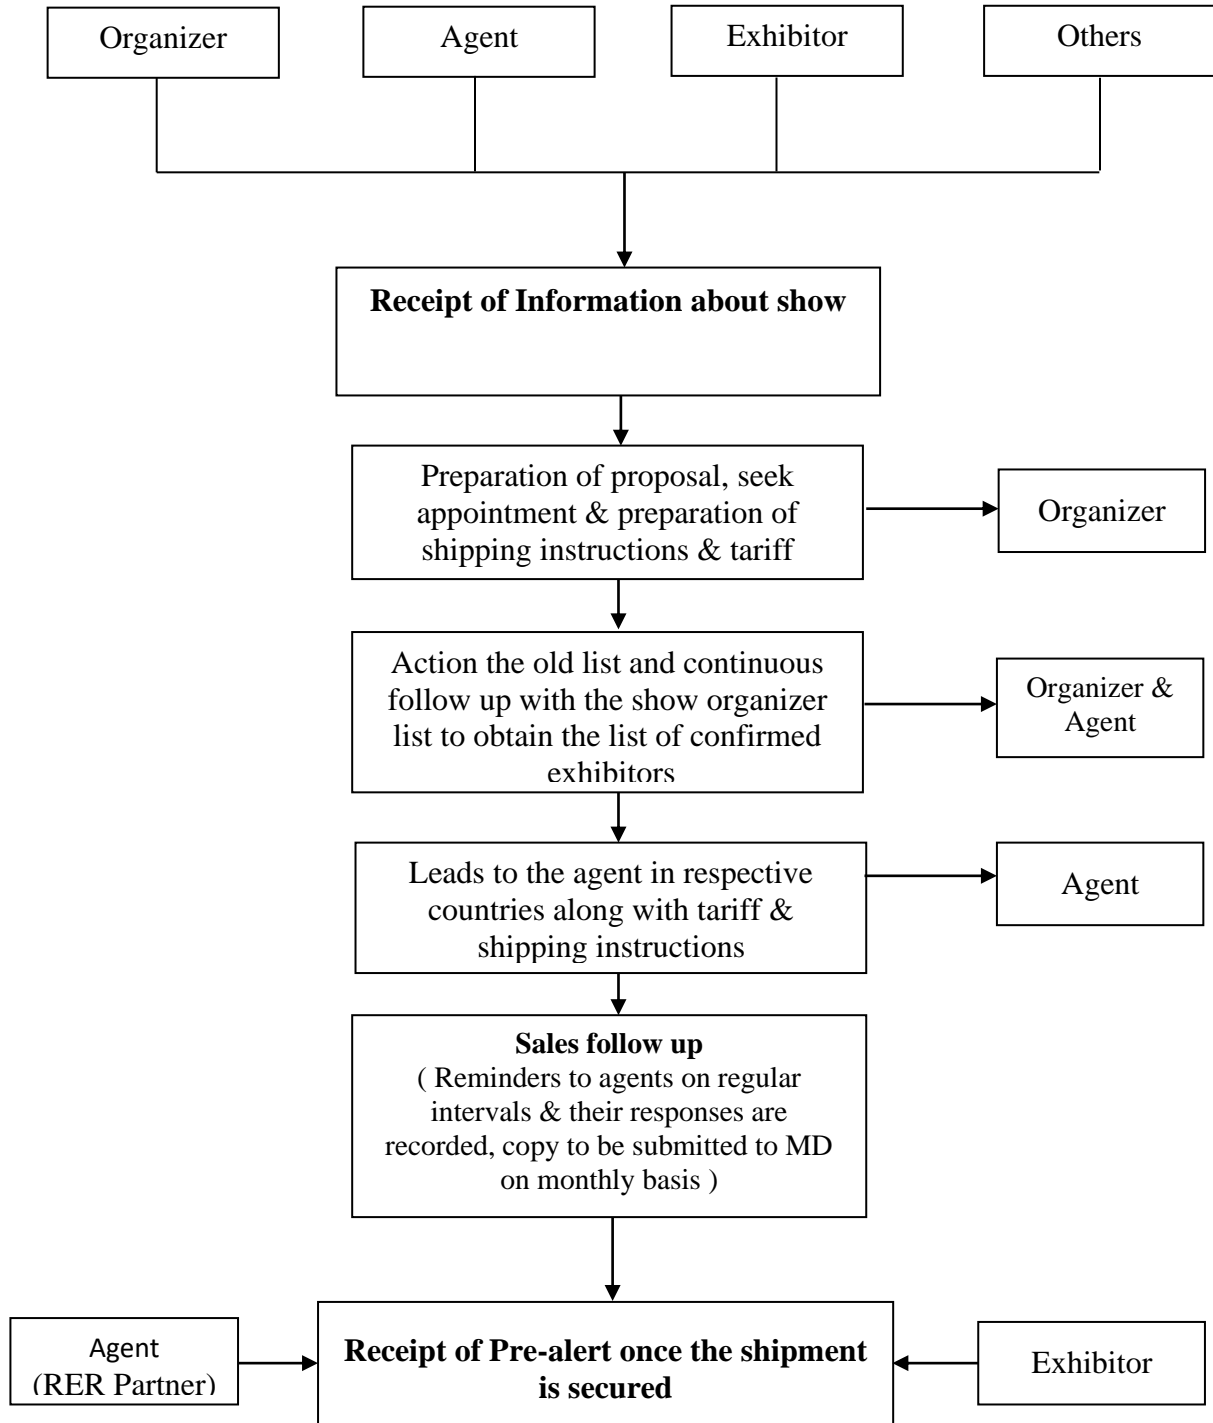 Organizer
Agent
Exhibitor
Others
Receipt of Information about show
Preparation of proposal, seek
appointment & preparation of
shipping instructions & tariff
Organizer
Action the old list and continuous
follow up with the show organizer
list to obtain the list of confirmed
exhibitors
Organizer &
Agent
Leads to the agent in respective
countries along with tariff &
shipping instructions
Agent
Sales follow up
( Reminders to agents on regular
intervals & their responses are
recorded, copy to be submitted to MD
on monthly basis )
Agent
(RER Partner)
Receipt of Pre-alert once the shipment
is secured
Exhibitor